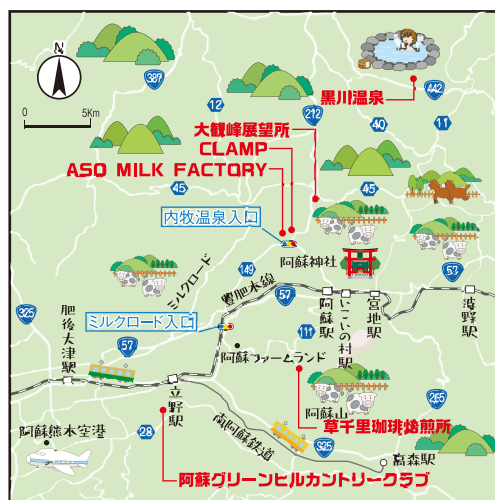 N
0 5Km
387
442
黒川温泉
12
212
大観峰展望所
40
11
CLAMP
ASO MILK FACTORY
45
45
内牧温泉入口
阿蘇神社
53
ミルクロード
149
豊肥本線
57
325
肥後大津駅
ミルクロード入口
阿蘇駅
いこいの村駅
宮地駅
波野駅
57
111
阿蘇ファームランド
立野駅
阿蘇山
265
草千里珈琲焙煎所
28
南阿蘇鉄道
325
高森駅
阿蘇熊本空港
阿蘇グリーンヒルカントリークラブ